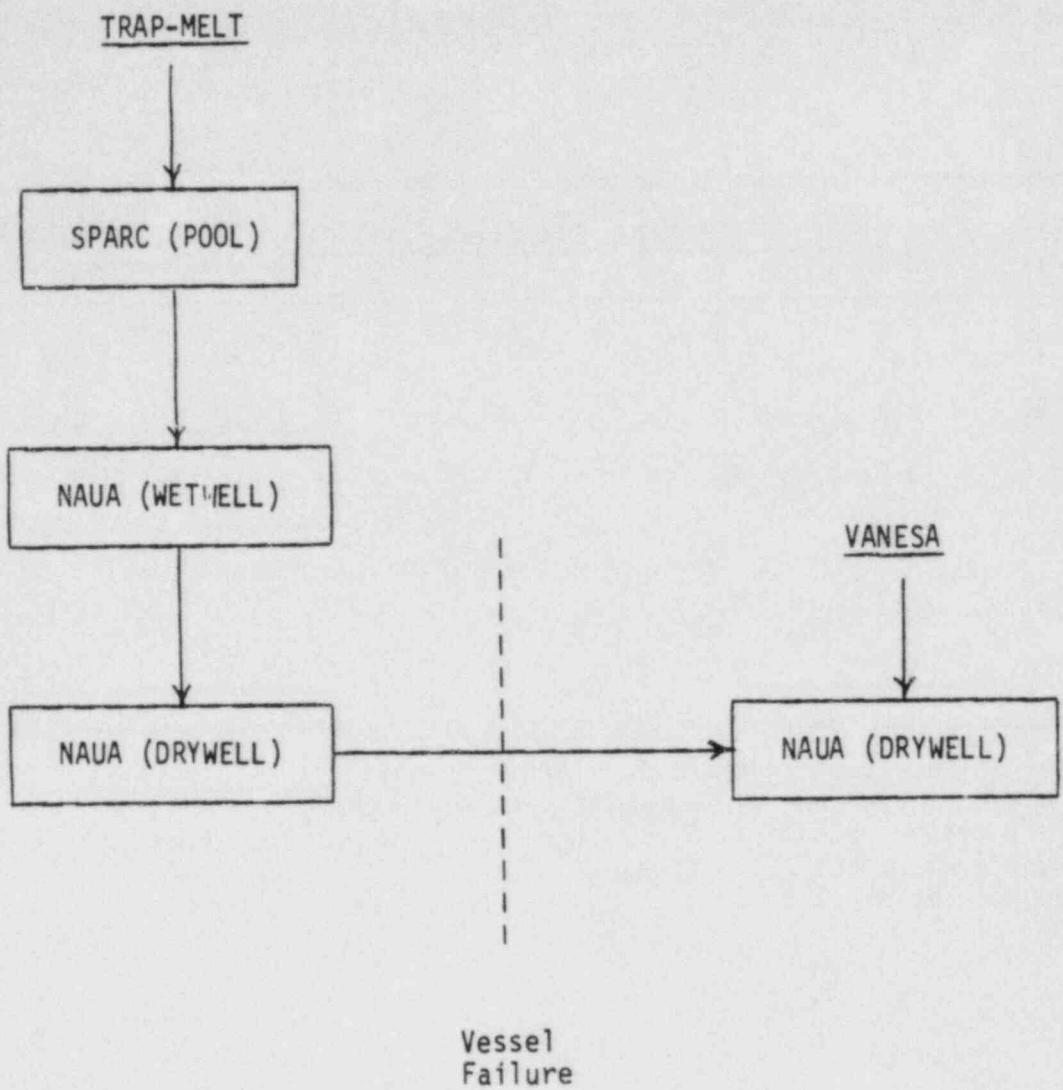 TRAP-MELT
SPARC (POOL)
NAUA (WETWELL)
VANESA
NAUA (DRYWELL)
NAUA (DRYWELL)
Vessel
Failure